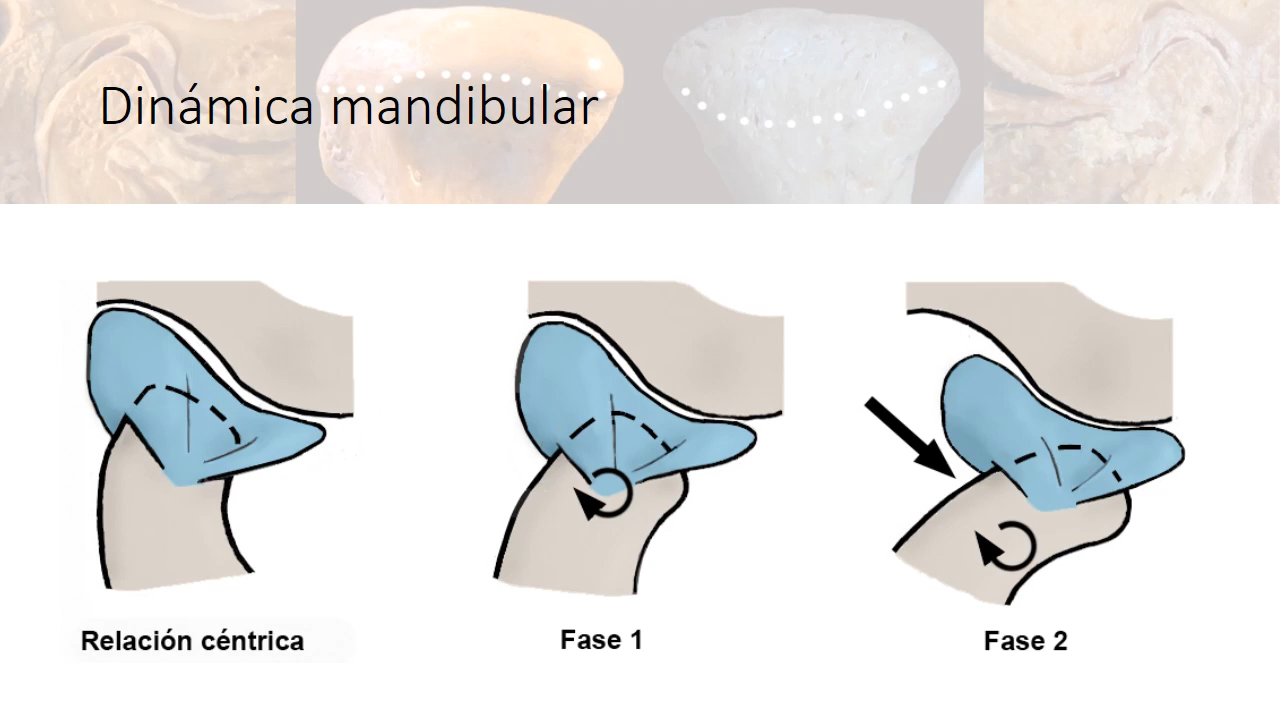 Dinámica mandibular
Relación céntrica
Fase 1
Fase 2